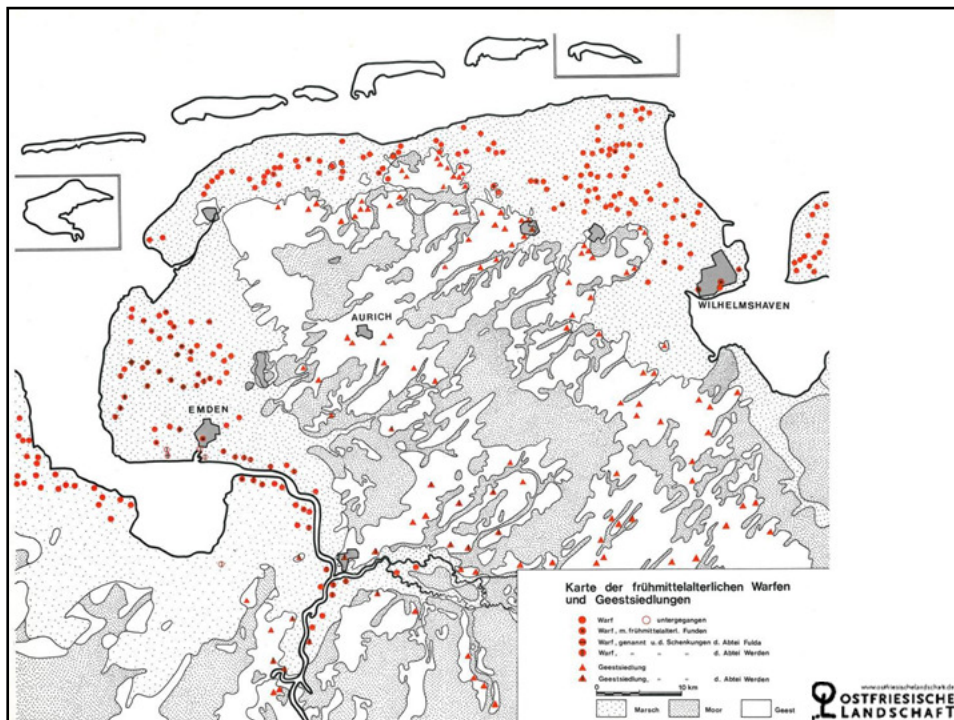 AURICH
WILHELMSHAVEN
EMDEN
Karte der frühmittelalterlichen Warfen
und Geestsiedlungen
Warf untergegangen
Warf, m. frühmittelalterl. Funden
Warf, genannt u. d. Schenkungen d. Abtei Fulda
Warf, „ „ „ d. Abtei Werden
Geestsiedlung
Geestsiedlung, „ „ d. Abtei Werden
0 10 km
Marsch Moor Geest
www.ostfriesischelandschaft.de
OSTFRIESISCHE
LANDSCHAFT